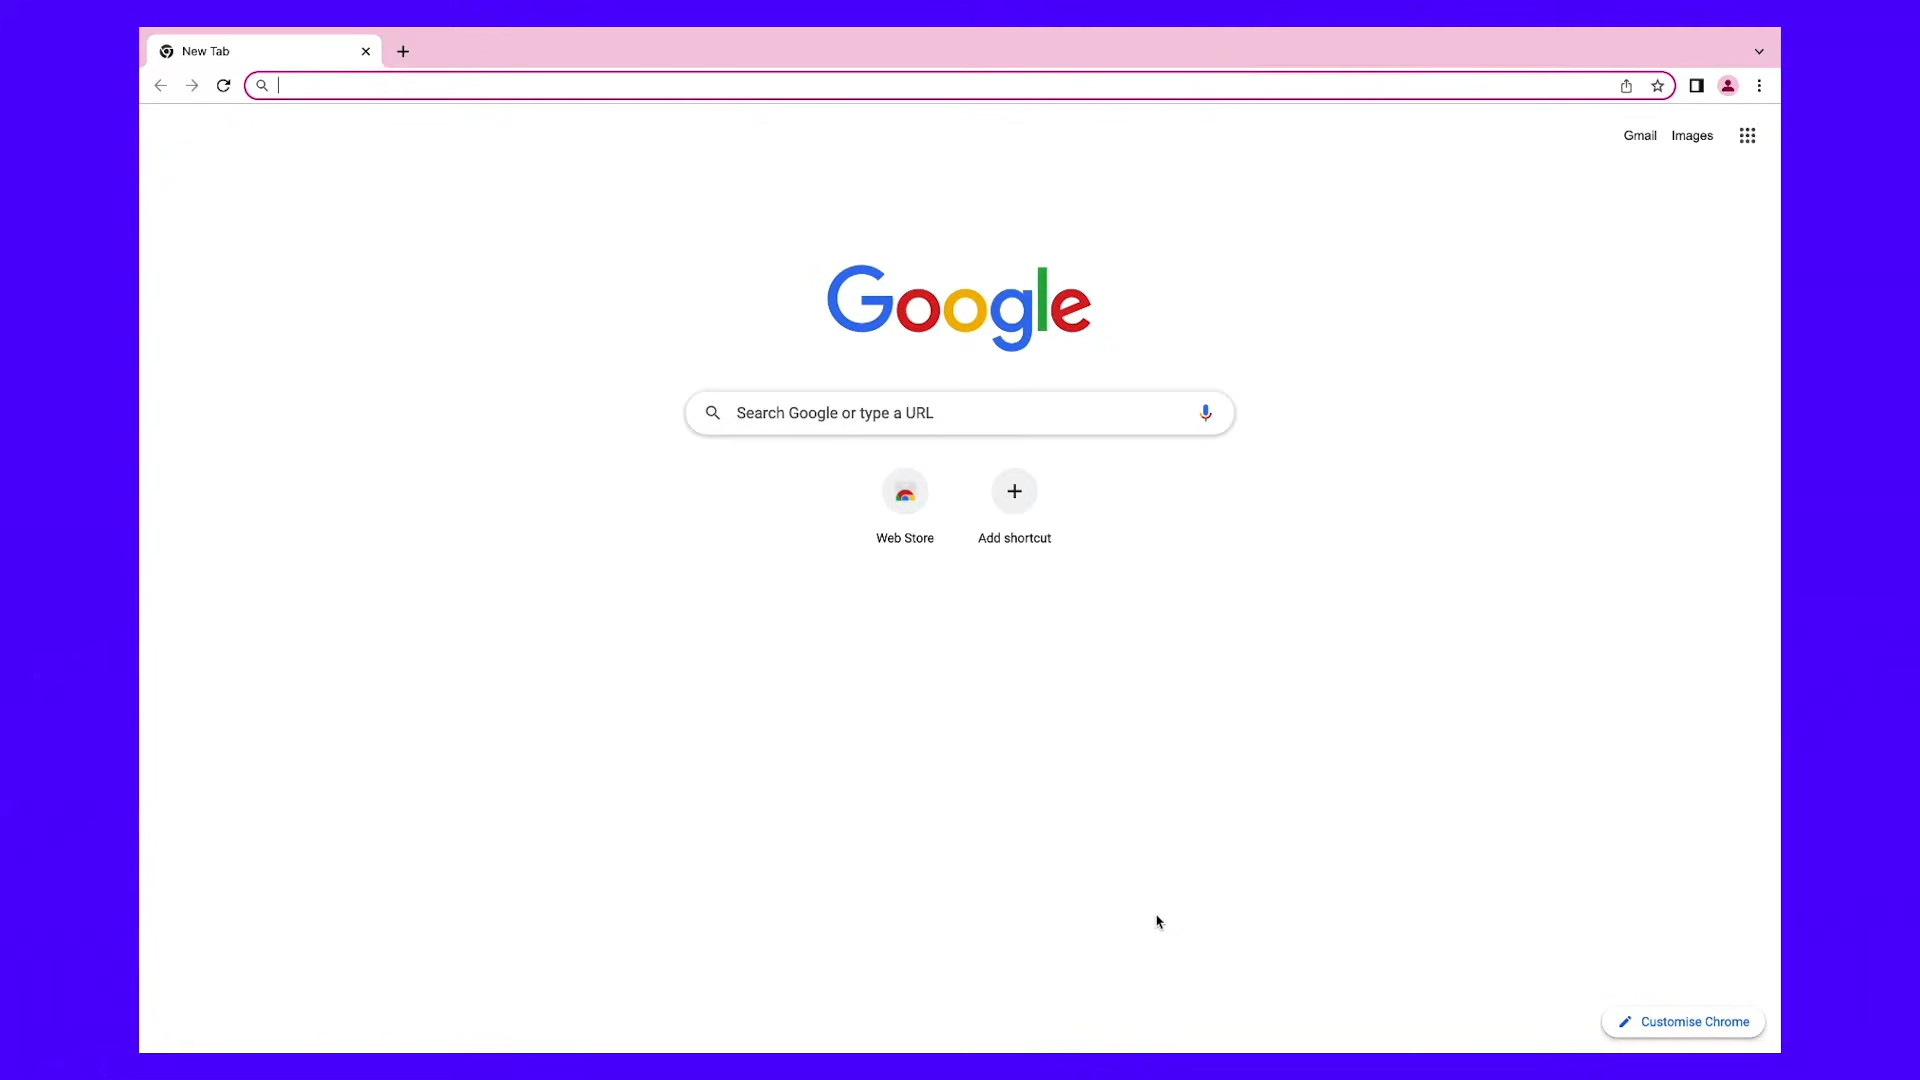 New Tab
Gmail Images
Google
Search Google or type a URL
Web Store Add shortcut
Customise Chrome